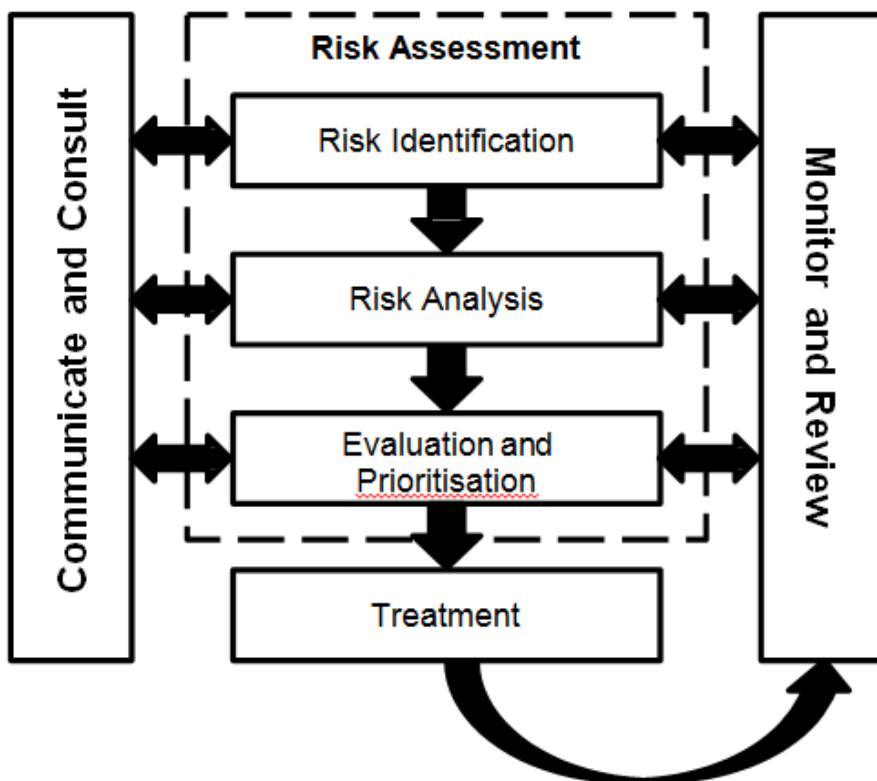 Risk Assessment
Communicate and Consult
Risk Identification
Monitor and Review
Risk Analysis
Evaluation and
Prioritisation
Treatment